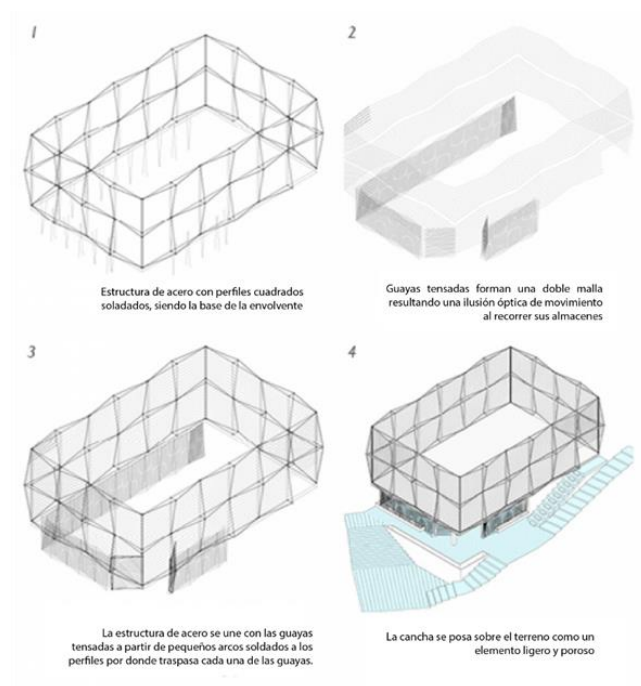 1
2
Estructura de acero con perfiles cuadrados
soladados, siendo la base de la envolvente
Guayas tensadas forman una doble malla
resultando una ilusión óptica de movimiento
al recorrer sus almacenes
3
4
La estructura de acero se une con las guayas
tensadas a partir de pequeños arcos soldados a los
perfiles por donde traspasa cada una de las guayas.
La cancha se posa sobre el terreno como un
elemento ligero y poroso